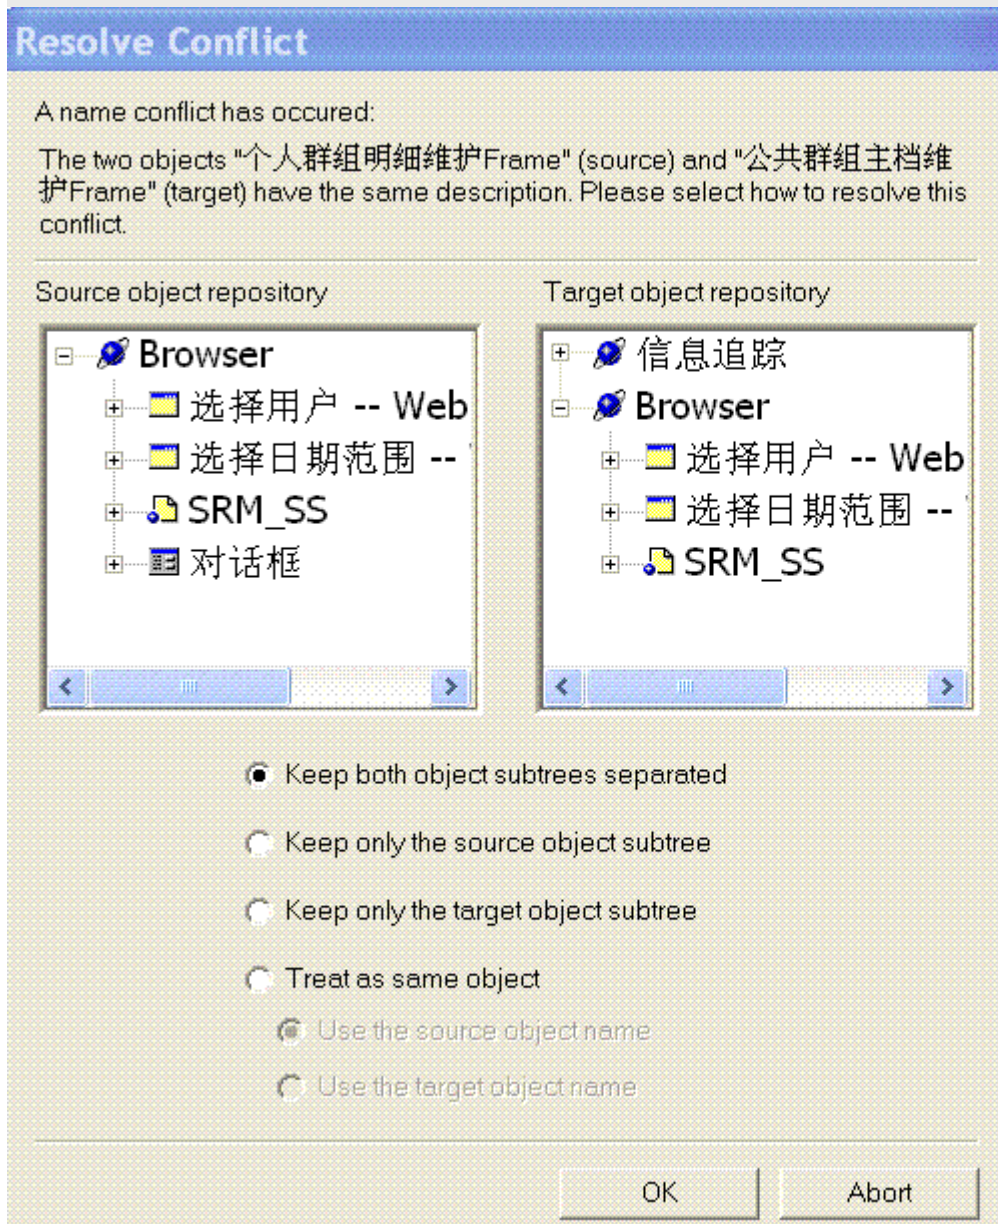 Resolve Conflict
A name conflict has occured:
The two objects "个人群组明细维护Frame" (source) and "公共群组主档维
护Frame" (target) have the same description. Please select how to resolve this
conflict.
Source object repository
Target object repository
Browser
选择用户 -- Web
选择日期范围 --
SRM_SS
对话框
信息追踪
Browser
选择用户 -- Web
选择日期范围 --
SRM_SS
Keep both object subtrees separated
Keep only the source object subtree
Keep only the target object subtree
Treat as same object
Use the source object name
Use the target object name
OK
Abort